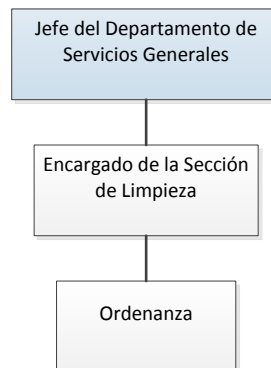 Jefe del Departamento de
Servicios Generales
Encargado de la Sección
de Limpieza
Ordenanza